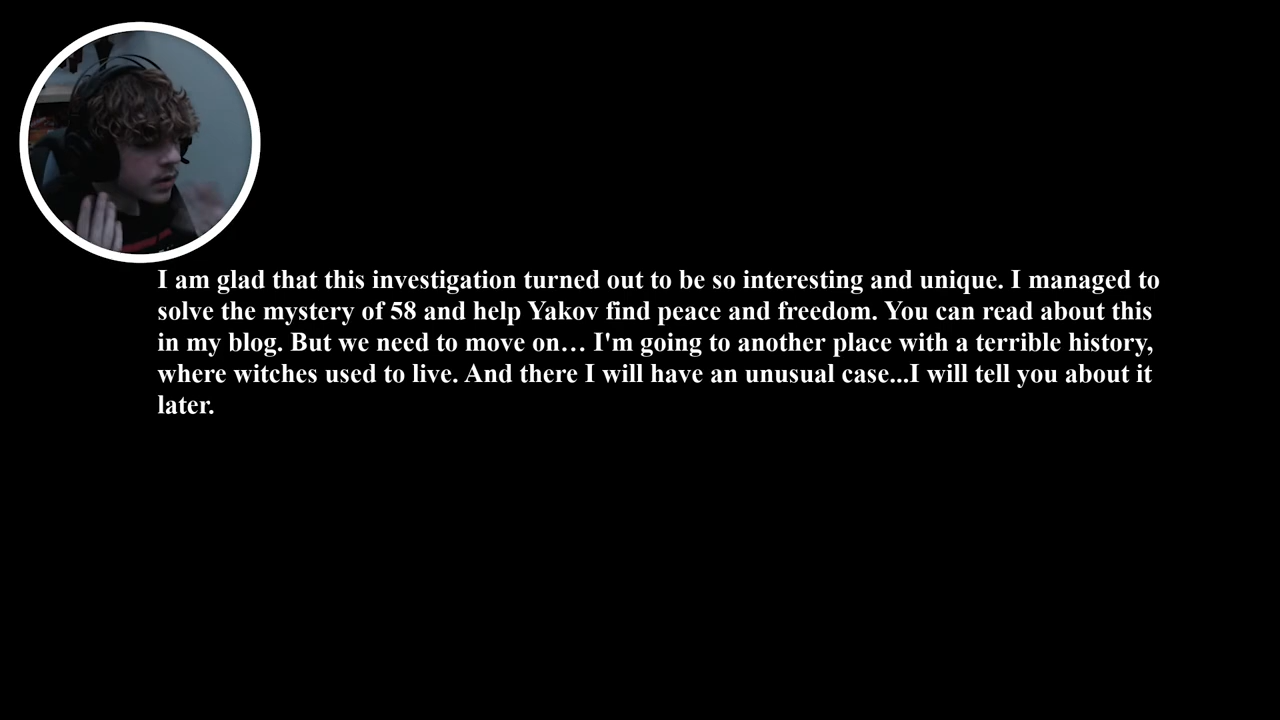 I am glad that this investigation turned out to be so interesting and unique. I managed to
solve the mystery of 58 and help Yakov find peace and freedom. You can read about this
in my blog. But we need to move on… I'm going to another place with a terrible history,
where witches used to live. And there I will have an unusual case...I will tell you about it
later.